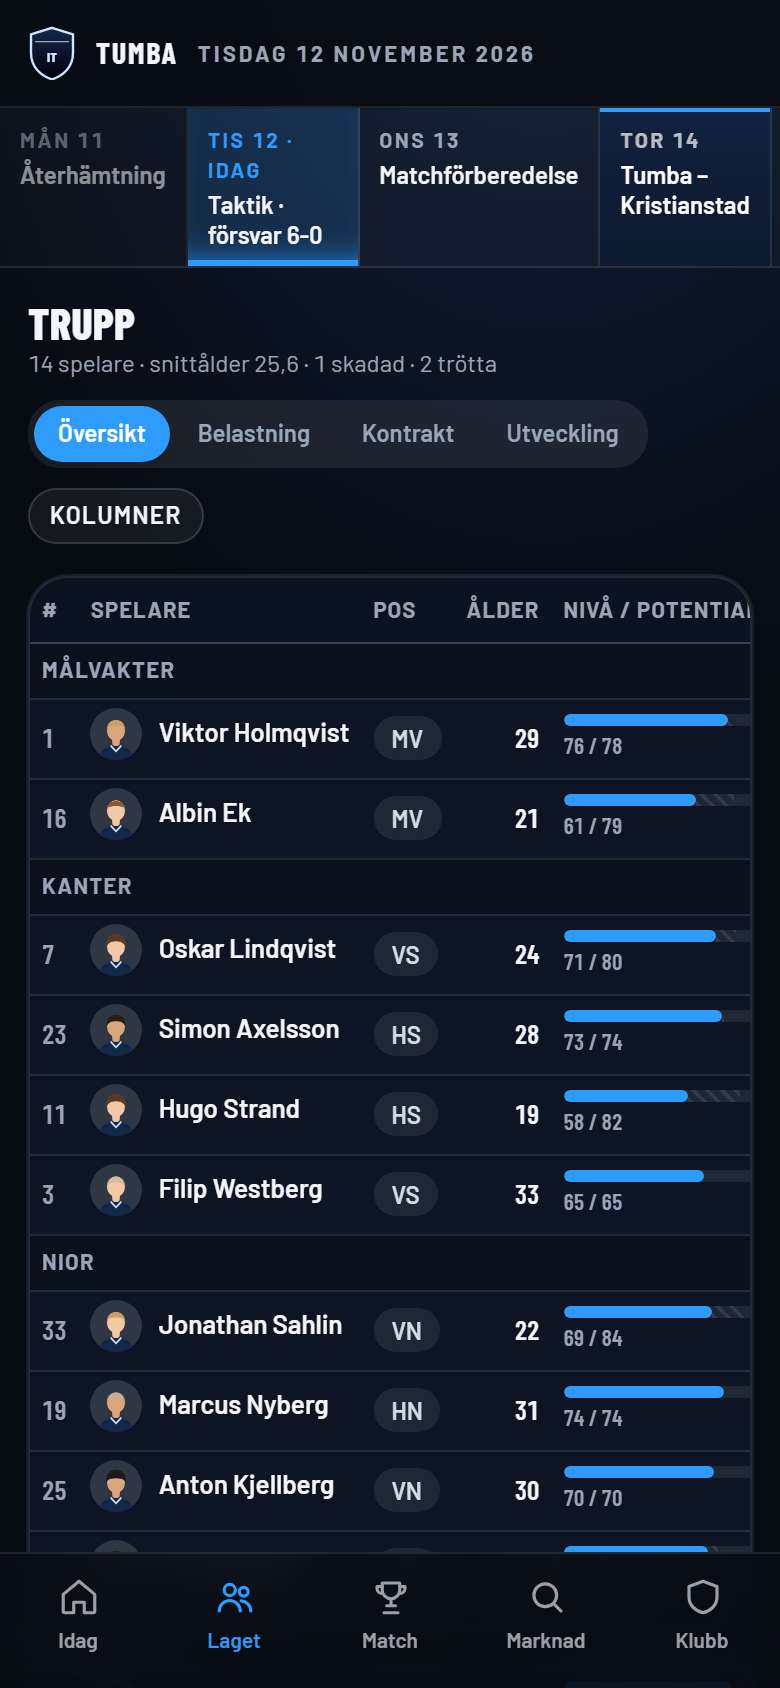 IT
TUMBA TISDAG 12 NOVEMBER 2026
MÅN 11
Återhämtning
TIS 12 ·
IDAG
Taktik ·
försvar 6-0
ONS 13
Matchförberedelse
TOR 14
Tumba –
Kristianstad
TRUPP
14 spelare · snittålder 25,6 · 1 skadad · 2 trötta
Översikt Belastning Kontrakt Utveckling
KOLUMNER
# SPELARE POS ÅLDER NIVÅ / POTENTIAL
MÅLVAKTER
1 Viktor Holmqvist MV 29 76 / 78
16 Albin Ek MV 21 61 / 79
KANTER
7 Oskar Lindqvist VS 24 71 / 80
23 Simon Axelsson HS 28 73 / 74
11 Hugo Strand HS 19 58 / 82
3 Filip Westberg VS 33 65 / 65
NIOR
33 Jonathan Sahlin VN 22 69 / 84
19 Marcus Nyberg HN 31 74 / 74
25 Anton Kjellberg VN 30 70 / 70
Idag Laget Match Marknad Klubb